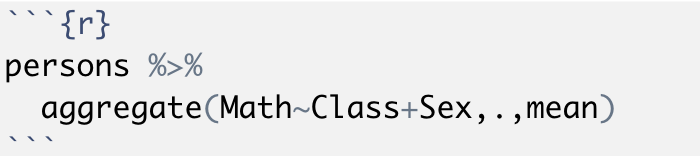 ```{r}
persons %>%
  aggregate(Math~Class+Sex,.,mean)
```